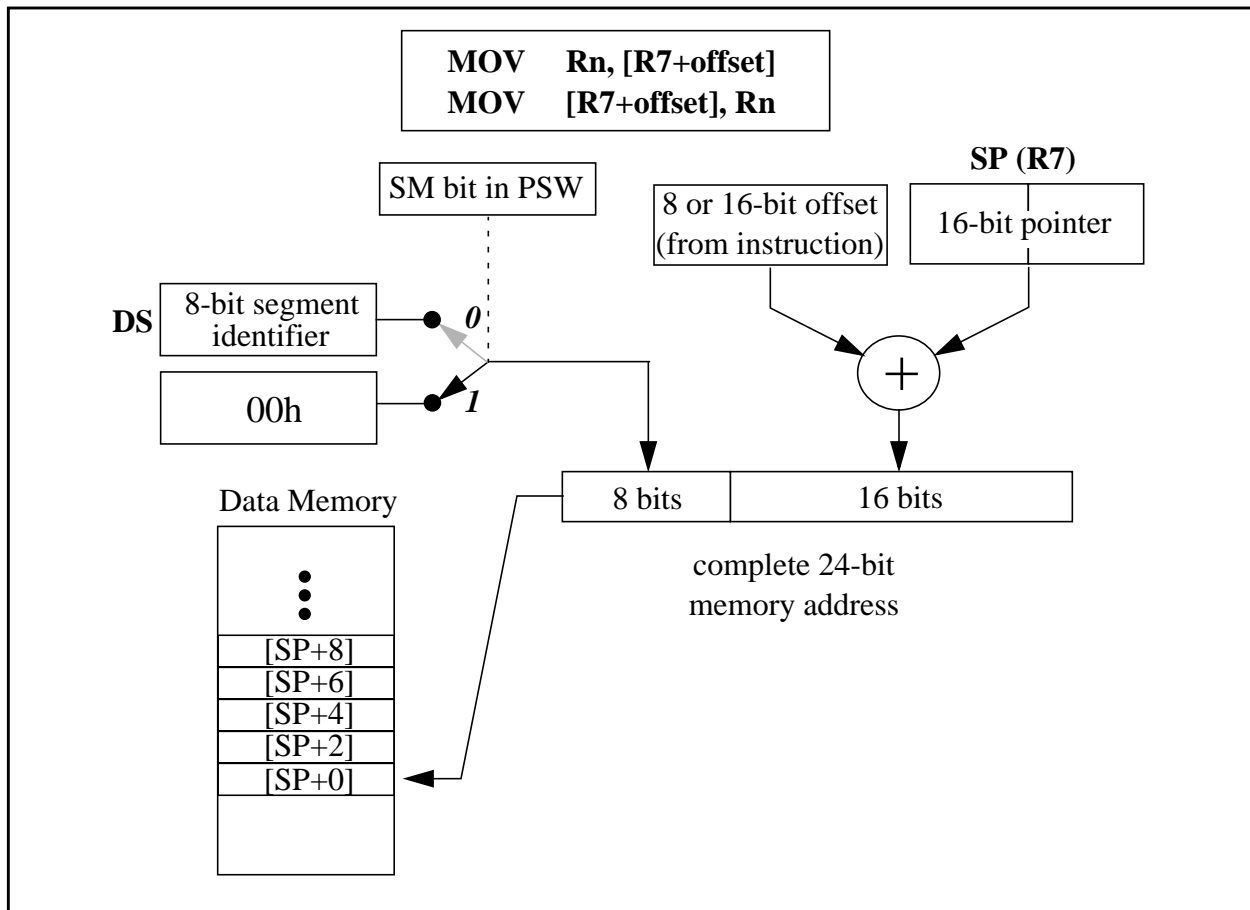 MOV Rn, [R7+offset]
MOV [R7+offset], Rn
SP (R7)
SM bit in PSW
8 or 16-bit offset
(from instruction)
16-bit pointer
DS
8-bit segment
identifier
0
00h
1
+
8 bits
16 bits
Data Memory
complete 24-bit
memory address
[SP+8]
[SP+6]
[SP+4]
[SP+2]
[SP+0]